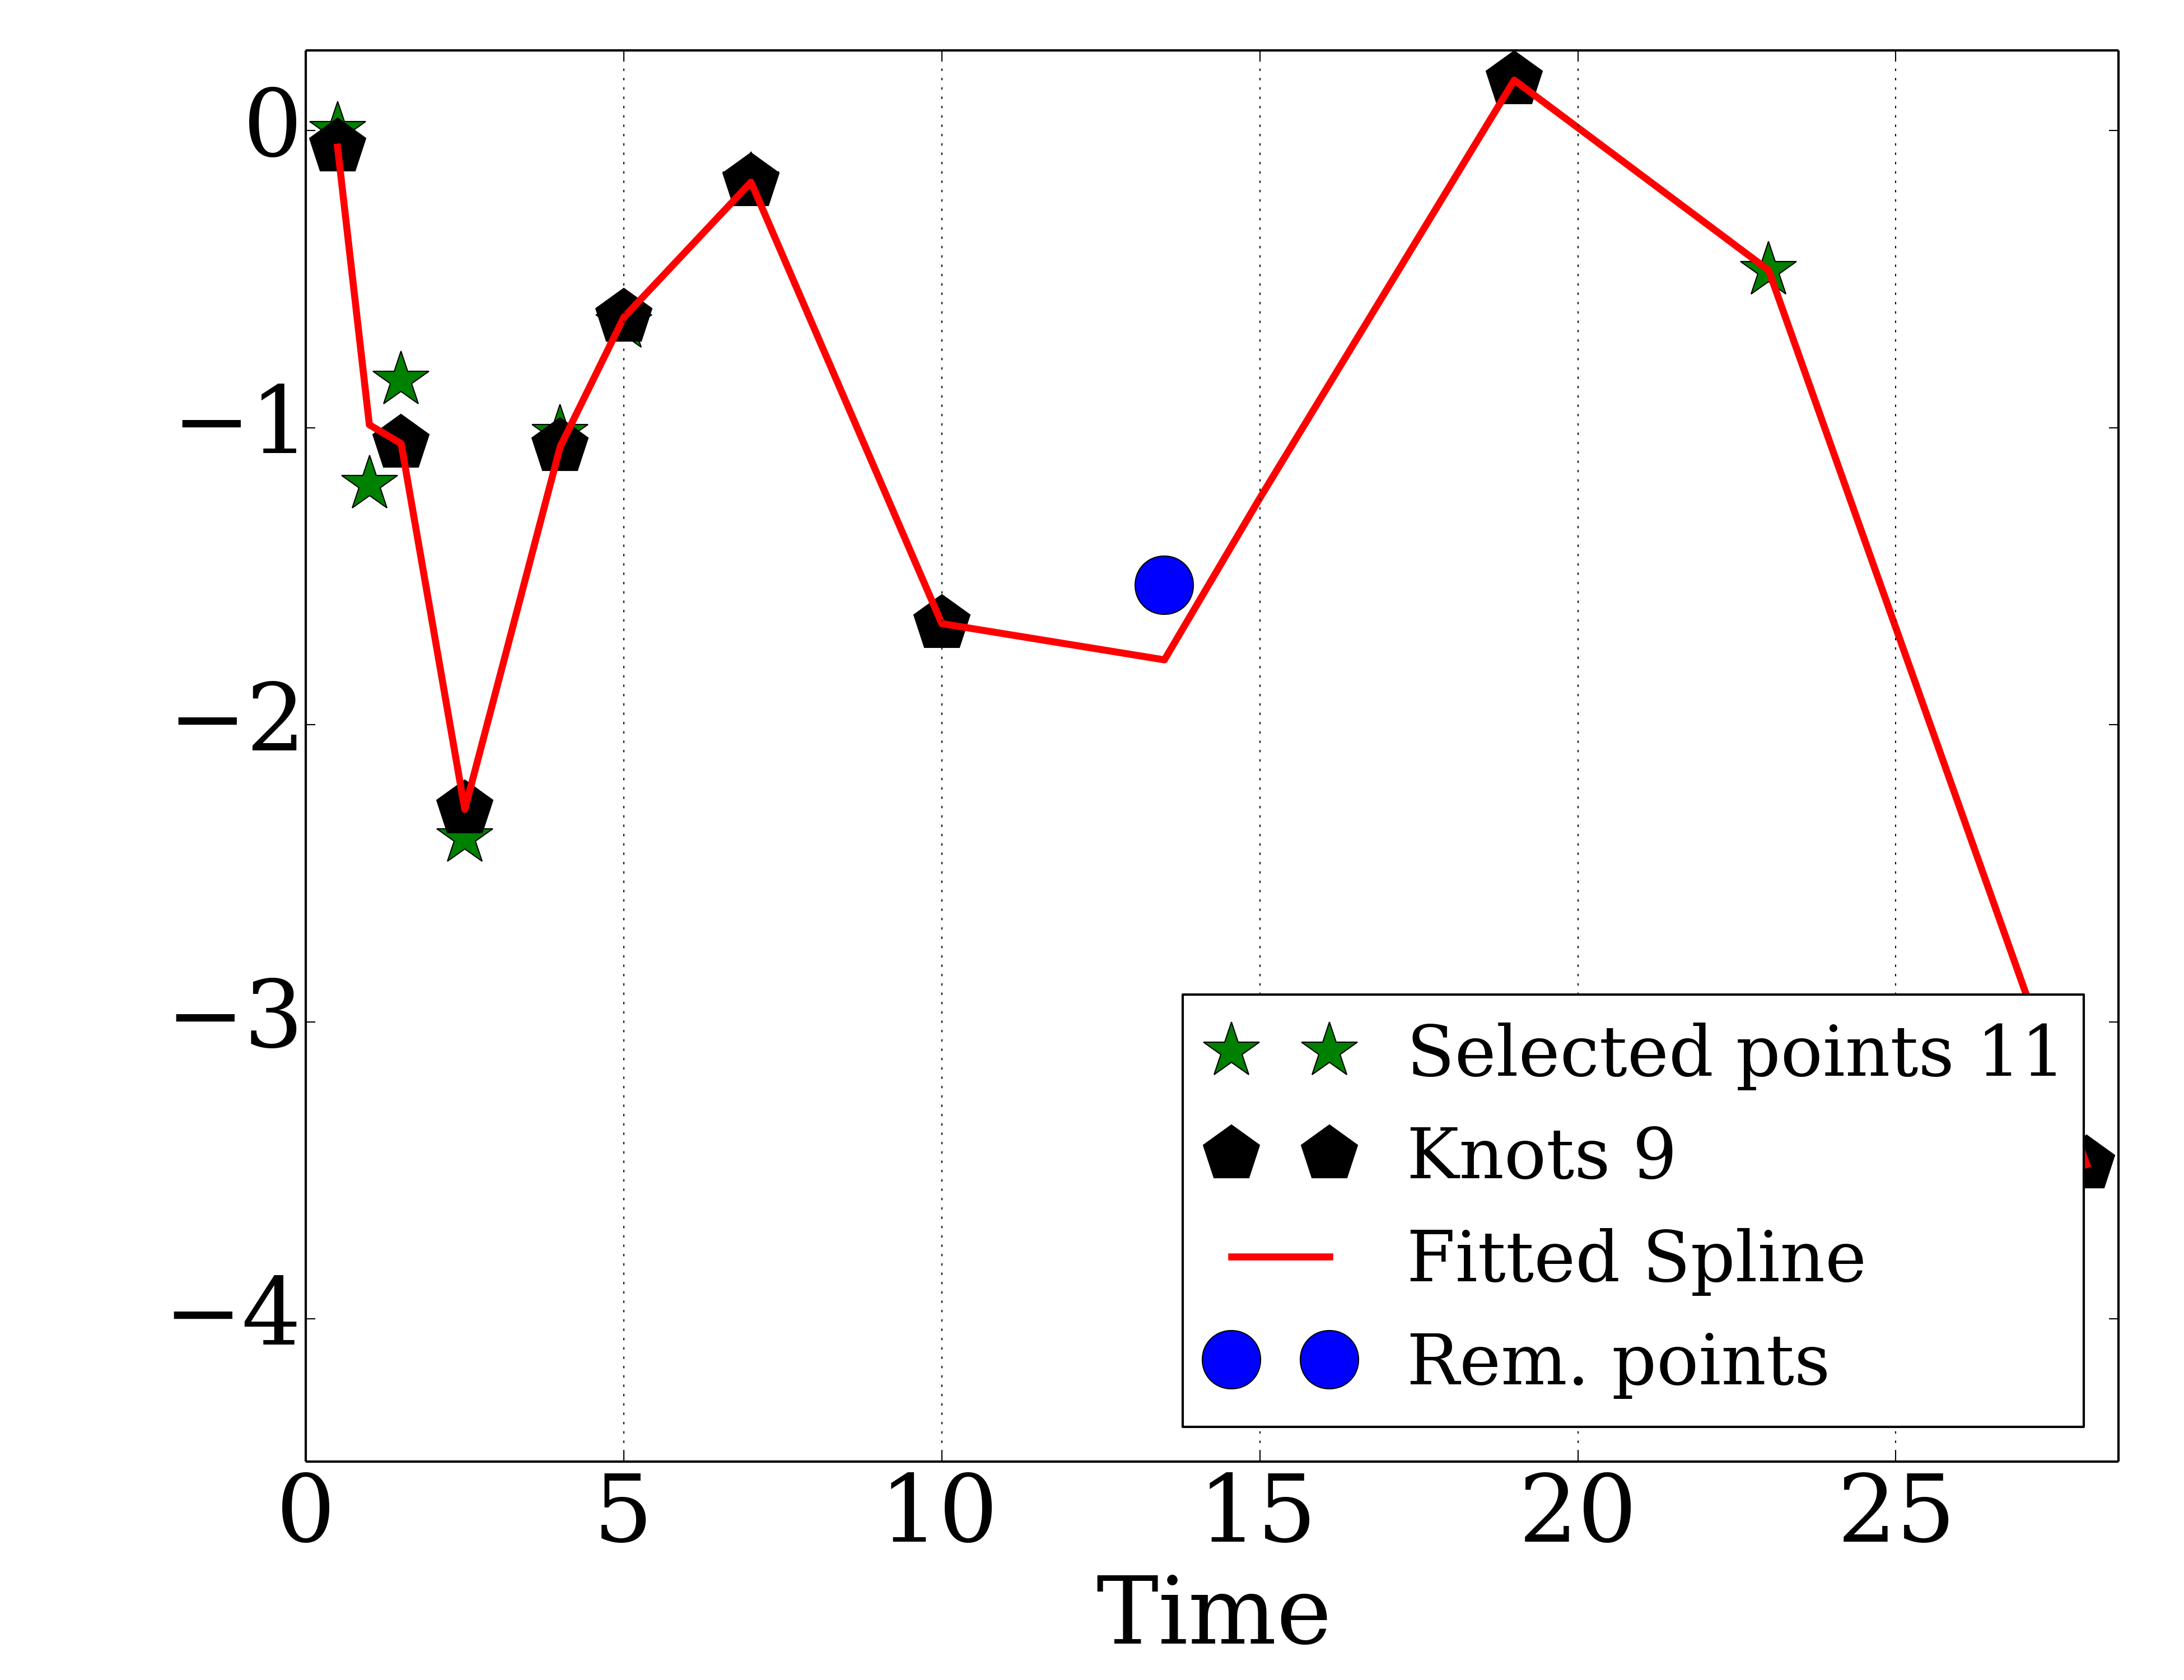 0
−1
−2
−3
−4
Selected points 11
Knots 9
Fitted Spline
Rem. points
0 5 10 15 20 25
Time